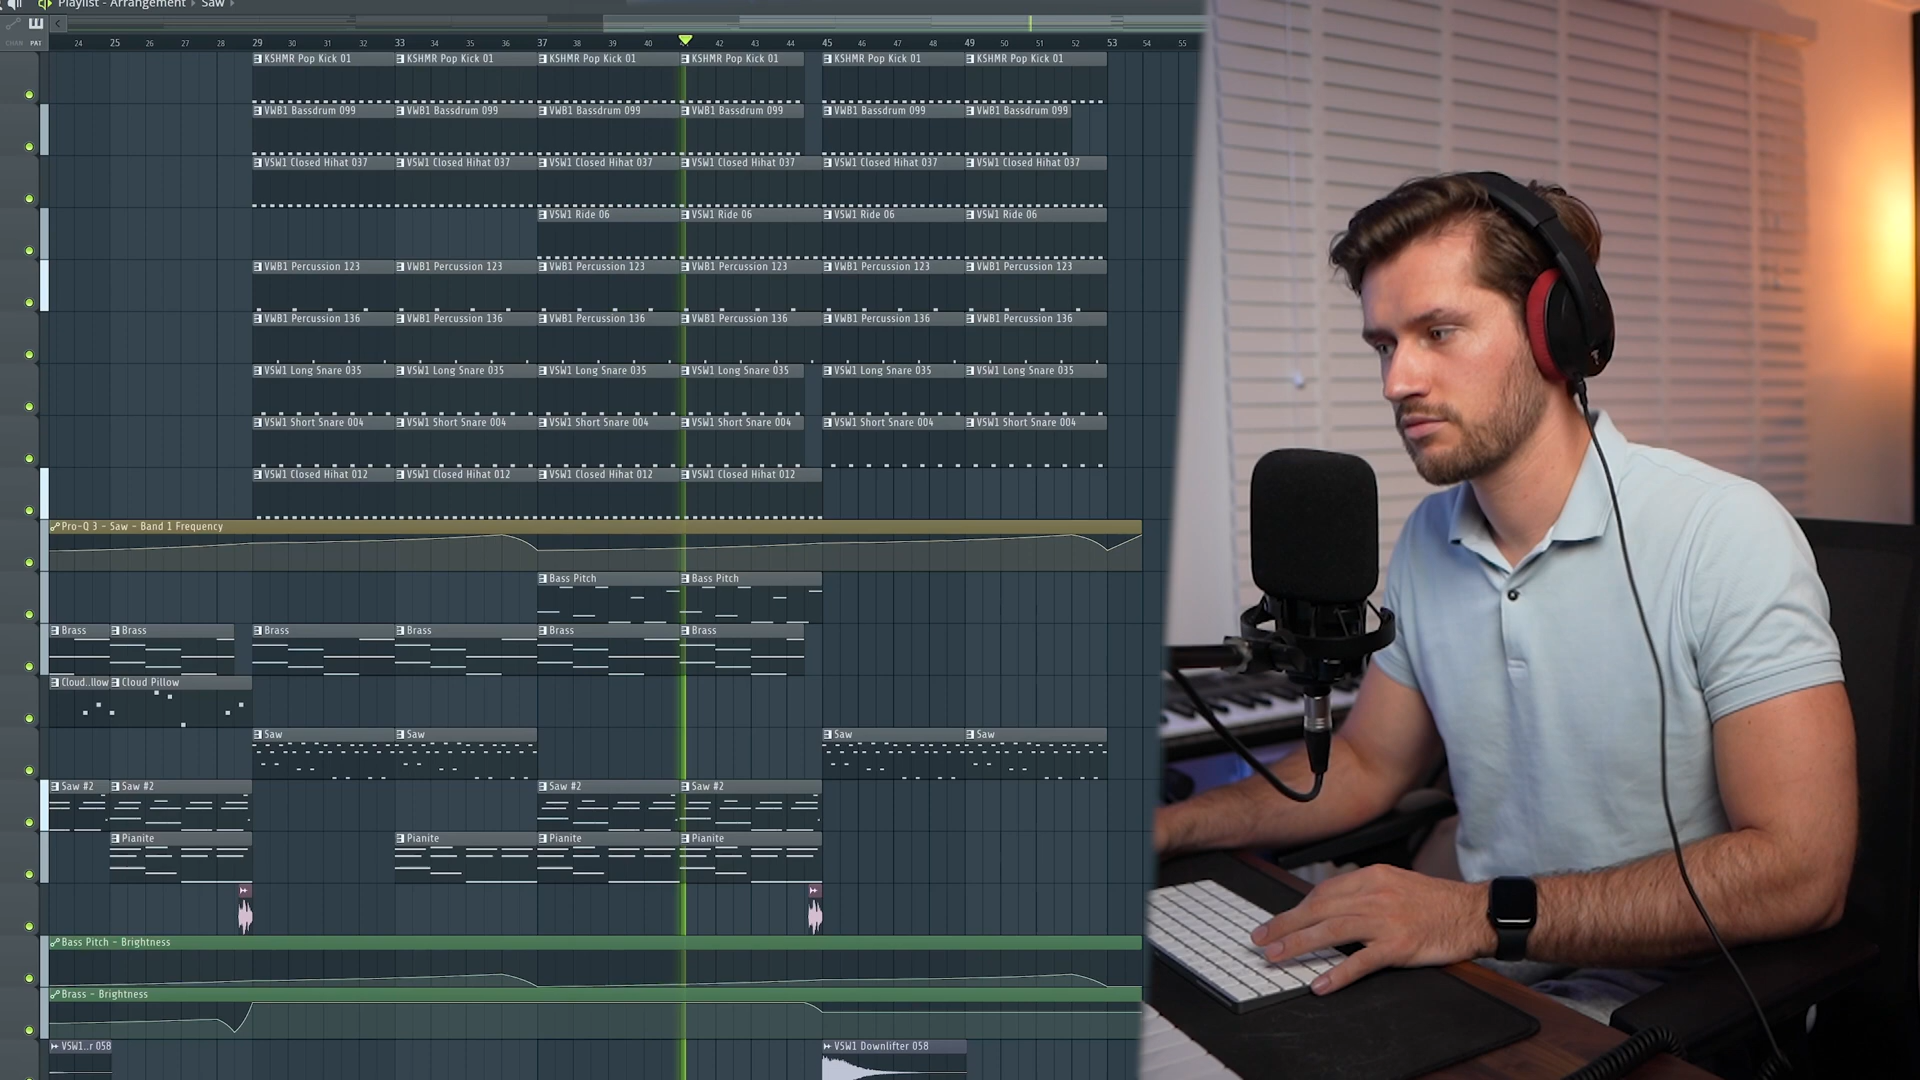 Playlist - Arrangement › Saw ›
CHAN PAT
24 25 26 27 28 29 30 31 32 33 34 35 36 37 38 39 40 42 43 44 45 46 47 48 49 50 51 52 53 54 55
KSHMR Pop Kick 01 KSHMR Pop Kick 01 KSHMR Pop Kick 01 KSHMR Pop Kick 01 KSHMR Pop Kick 01 KSHMR Pop Kick 01
VWB1 Bassdrum 099 VWB1 Bassdrum 099 VWB1 Bassdrum 099 VWB1 Bassdrum 099 VWB1 Bassdrum 099 VWB1 Bassdrum 099
VSW1 Closed Hihat 037 VSW1 Closed Hihat 037 VSW1 Closed Hihat 037 VSW1 Closed Hihat 037 VSW1 Closed Hihat 037 VSW1 Closed Hihat 037
VSW1 Ride 06 VSW1 Ride 06 VSW1 Ride 06 VSW1 Ride 06
VWB1 Percussion 123 VWB1 Percussion 123 VWB1 Percussion 123 VWB1 Percussion 123 VWB1 Percussion 123 VWB1 Percussion 123
VWB1 Percussion 136 VWB1 Percussion 136 VWB1 Percussion 136 VWB1 Percussion 136 VWB1 Percussion 136 VWB1 Percussion 136
VSW1 Long Snare 035 VSW1 Long Snare 035 VSW1 Long Snare 035 VSW1 Long Snare 035 VSW1 Long Snare 035 VSW1 Long Snare 035
VSW1 Short Snare 004 VSW1 Short Snare 004 VSW1 Short Snare 004 VSW1 Short Snare 004 VSW1 Short Snare 004 VSW1 Short Snare 004
VSW1 Closed Hihat 012 VSW1 Closed Hihat 012 VSW1 Closed Hihat 012 VSW1 Closed Hihat 012
Pro-Q 3 - Saw - Band 1 Frequency
Bass Pitch Bass Pitch
Brass Brass Brass Brass Brass Brass
Cloud..llow Cloud Pillow
Saw Saw Saw Saw
Saw #2 Saw #2 Saw #2 Saw #2
Pianite Pianite Pianite Pianite
Bass Pitch - Brightness
Brass - Brightness
VSW1..r 058 VSW1 Downlifter 058